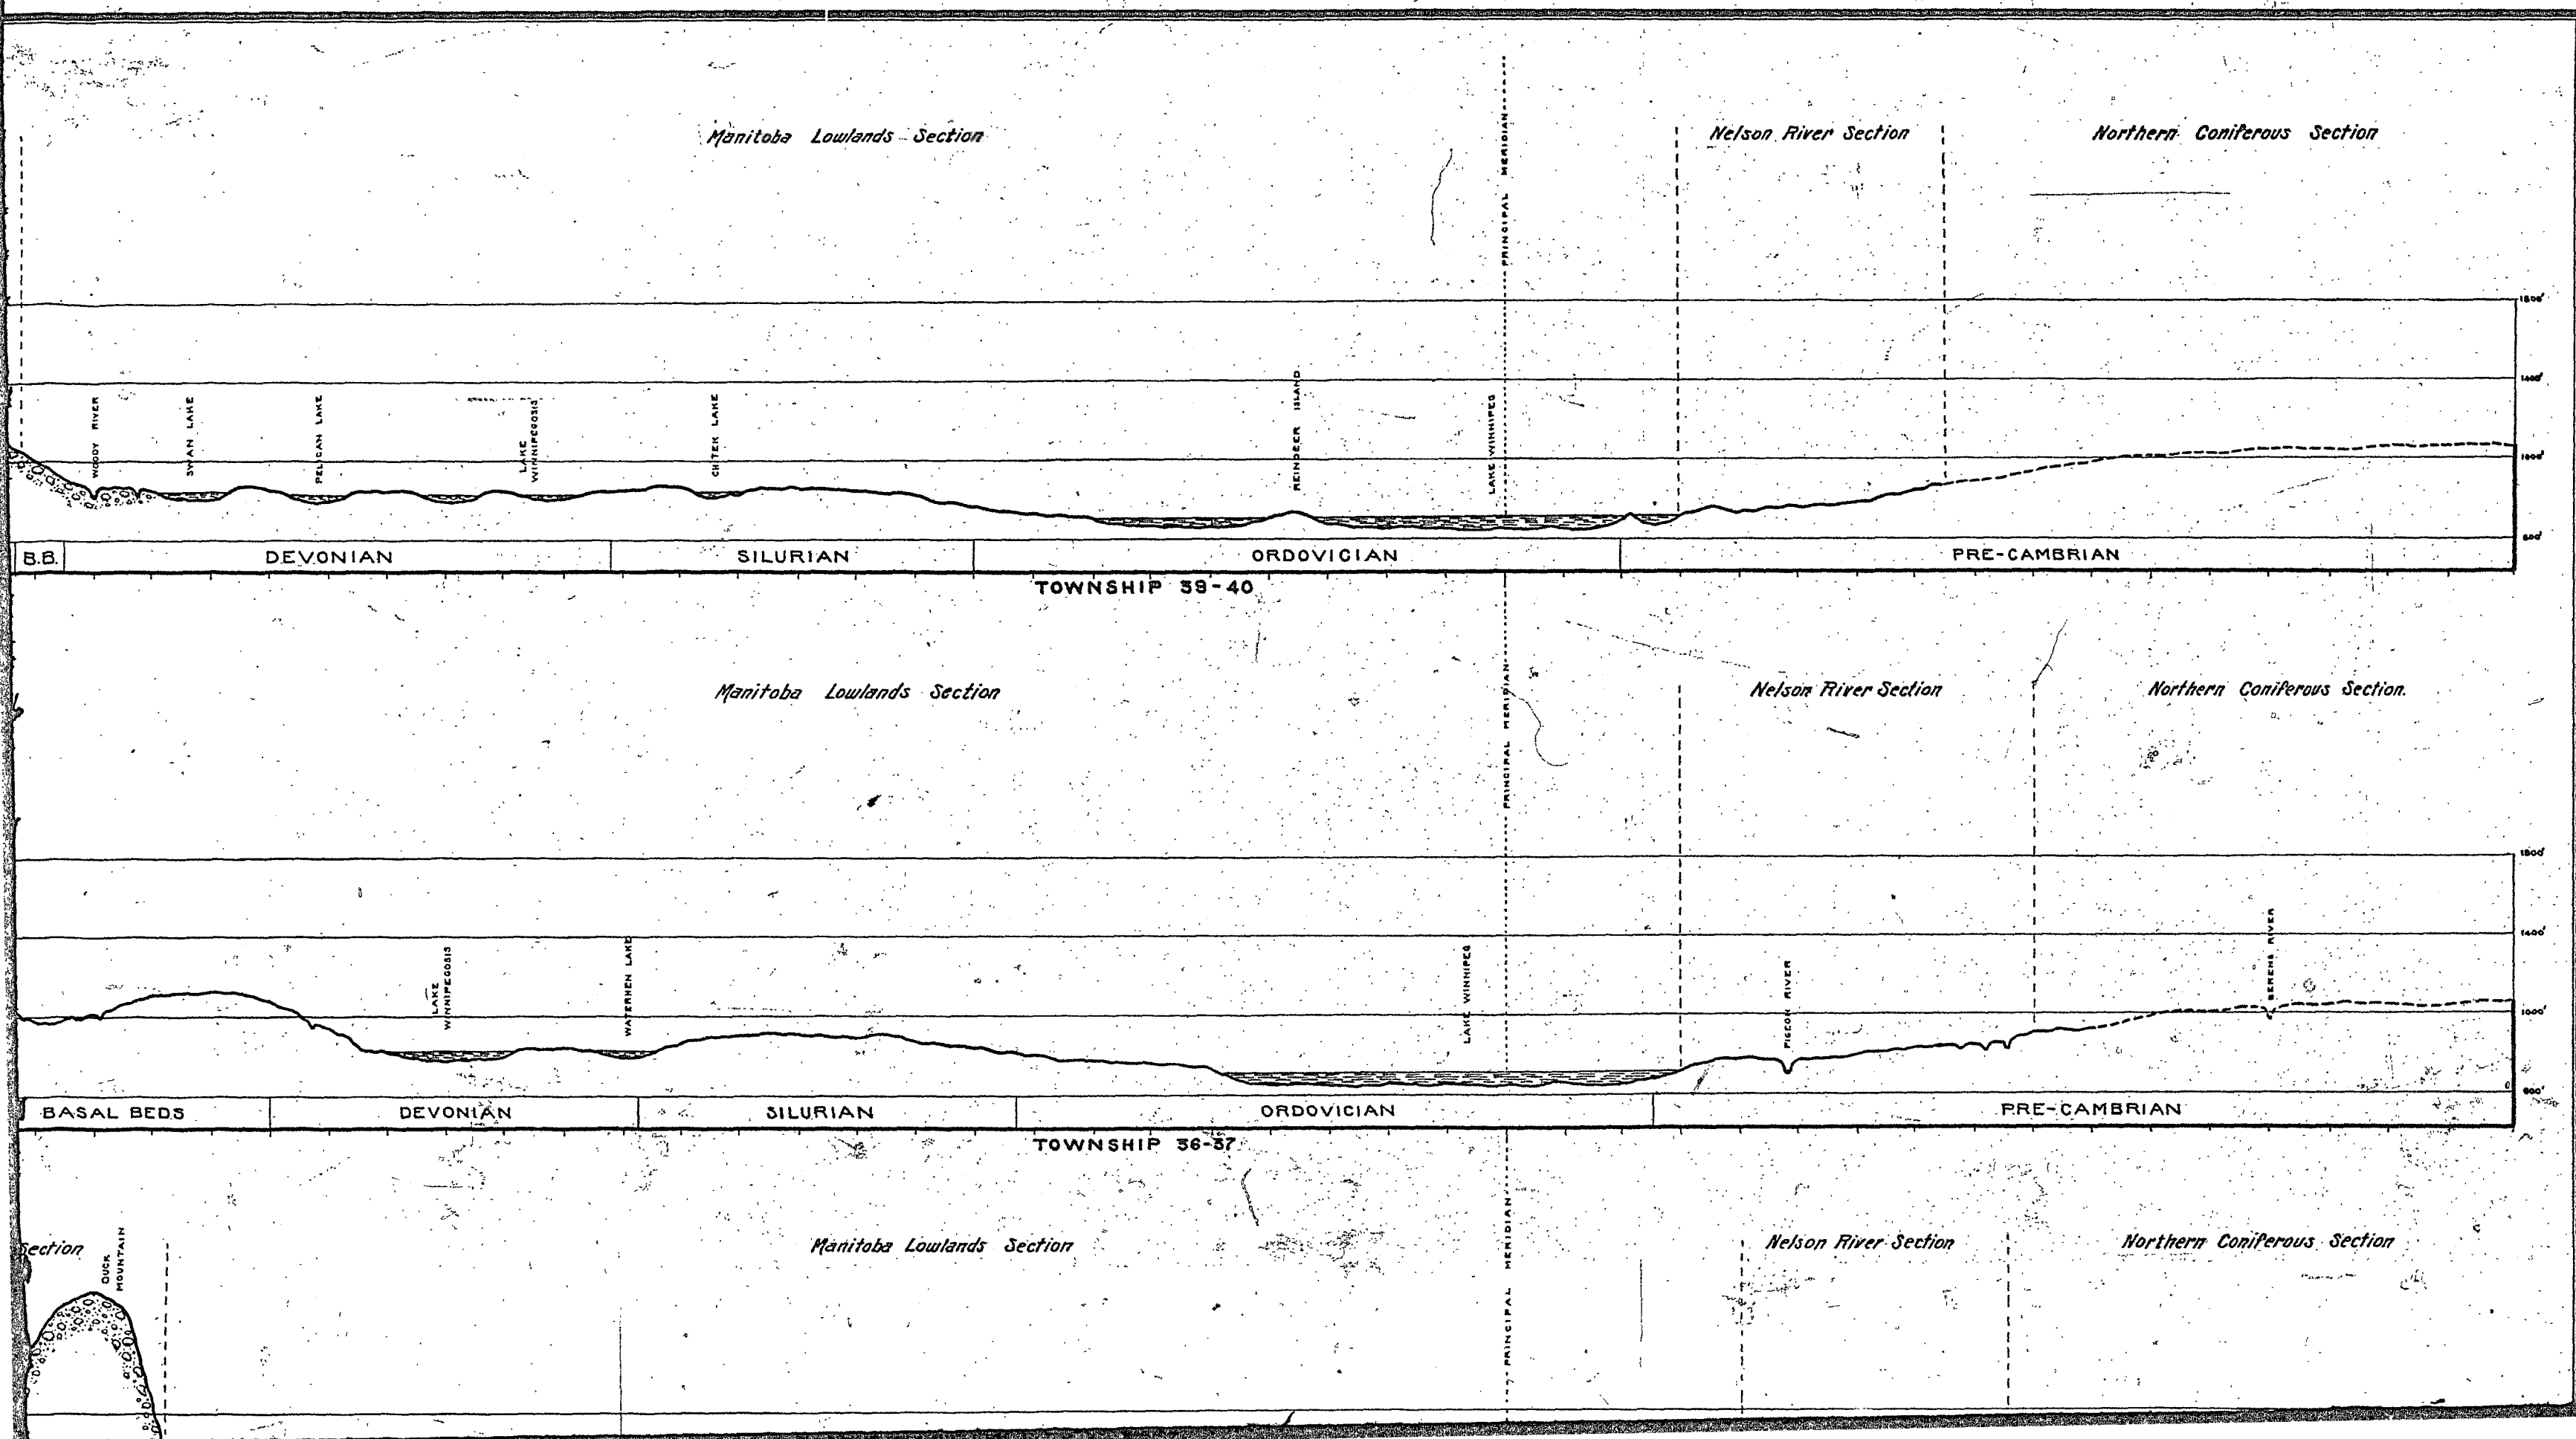 Manitoba Lowlands Section
PRINCIPAL MERIDIAN
Nelson River Section
Northern Coniferous Section
1800'
1400'
1000'
600'
WOODY RIVER
SWAN LAKE
PELICAN LAKE
LAKE
WINNIPEGOSIS
CHITEK LAKE
REINDEER ISLAND
LAKE WINNIPEG
B.B.
DEVONIAN
SILURIAN
ORDOVICIAN
PRE-CAMBRIAN
TOWNSHIP 39-40
Manitoba Lowlands Section
PRINCIPAL MERIDIAN
Nelson River Section
Northern Coniferous Section.
1800'
1400'
1000'
600'
LAKE
WINNIPEGOSIS
WATERHEN LAKE
LAKE WINNIPEG
PIGEON RIVER
BERENS RIVER
BASAL BEDS
DEVONIAN
SILURIAN
ORDOVICIAN
PRE-CAMBRIAN
TOWNSHIP 36-37
Section
DUCK
MOUNTAIN
Manitoba Lowlands Section
PRINCIPAL MERIDIAN
Nelson River Section
Northern Coniferous Section